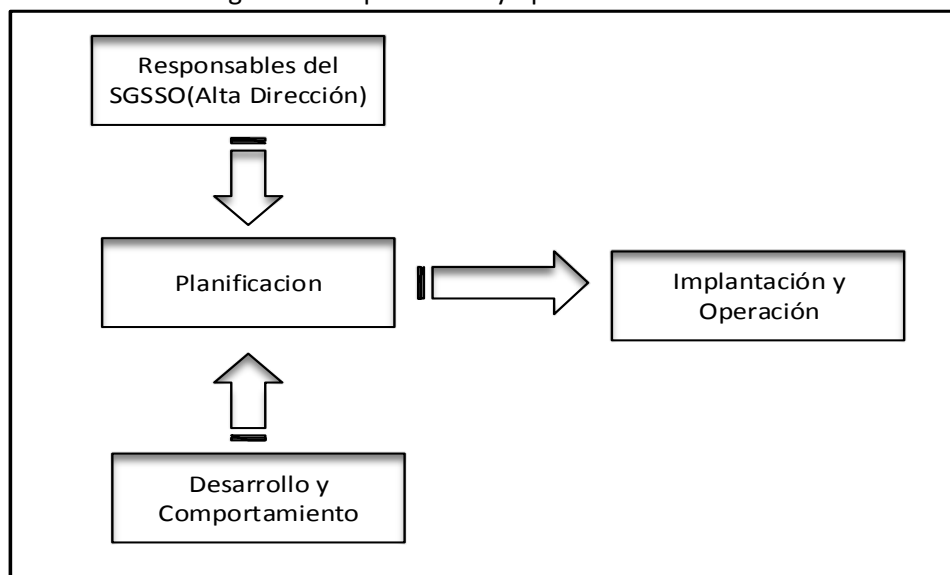 Responsables del
SGSSO(Alta Dirección)
Planificacion
Implantación y
Operación
Desarrollo y
Comportamiento